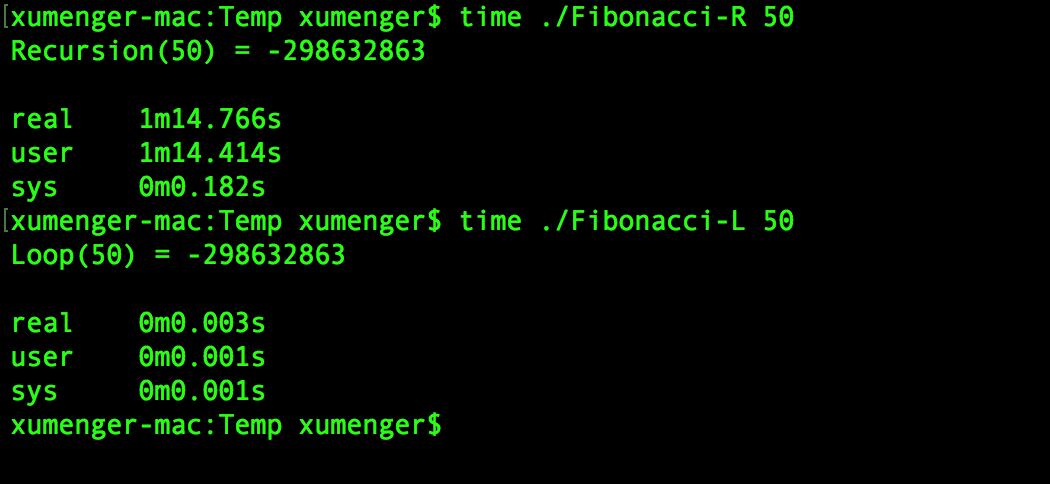 [xumenger-mac:Temp xumenger$ time ./Fibonacci-R 50
Recursion(50) = -298632863
real    1m14.766s
user    1m14.414s
sys     0m0.182s
[xumenger-mac:Temp xumenger$ time ./Fibonacci-L 50
Loop(50) = -298632863
real    0m0.003s
user    0m0.001s
sys     0m0.001s
xumenger-mac:Temp xumenger$